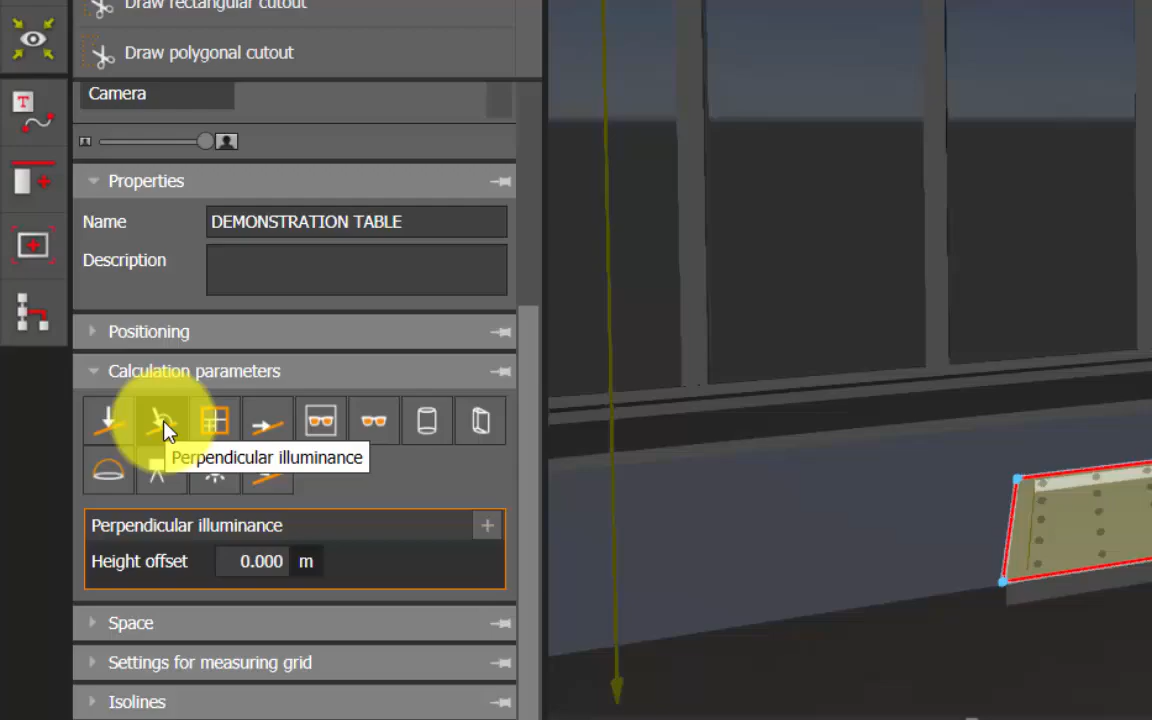 Draw rectangular cutout
Draw polygonal cutout
T
Camera
Properties
Name
DEMONSTRATION TABLE
Description
Positioning
Calculation parameters
Perpendicular illuminance
Perpendicular illuminance
Height offset 0.000 m
Space
Settings for measuring grid
Isolines